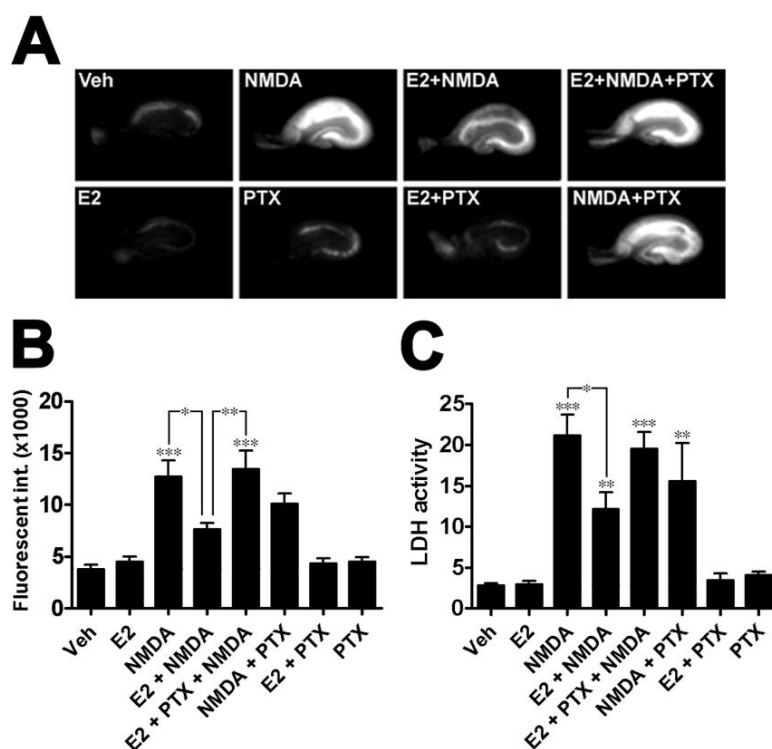 A
Veh NMDA E2+NMDA E2+NMDA+PTX
E2 PTX E2+PTX NMDA+PTX
B
Fluorescent int. (x1000)
20
15
10
5
0
* **
*** ***
Veh
E2
NMDA
E2 + NMDA
E2 + PTX + NMDA
NMDA + PTX
E2 + PTX
PTX
C
LDH activity
25
20
15
10
5
0
*
*** *** **
**
Veh
E2
NMDA
E2 + NMDA
E2 + PTX + NMDA
NMDA + PTX
E2 + PTX
PTX